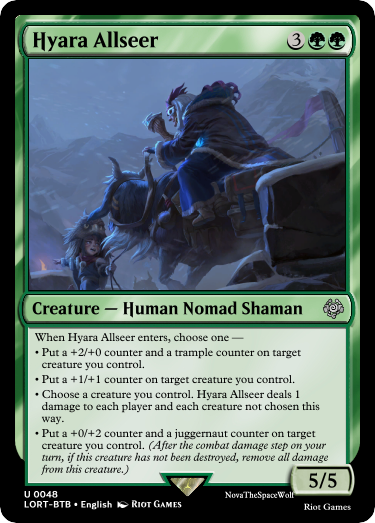 Hyara Allseer 3
Creature — Human Nomad Shaman
When Hyara Allseer enters, choose one —
• Put a +2/+0 counter and a trample counter on target
creature you control.
• Put a +1/+1 counter on target creature you control.
• Choose a creature you control. Hyara Allseer deals 1
damage to each player and each creature not chosen this
way.
• Put a +0/+2 counter and a juggernaut counter on target
creature you control. (After the combat damage step on
your turn, if this creature has not been destroyed, remove all damage
from this creature.)
5/5
U 0048
NovaTheSpaceWolf
LORT-BTB • English Riot Games
Riot Games